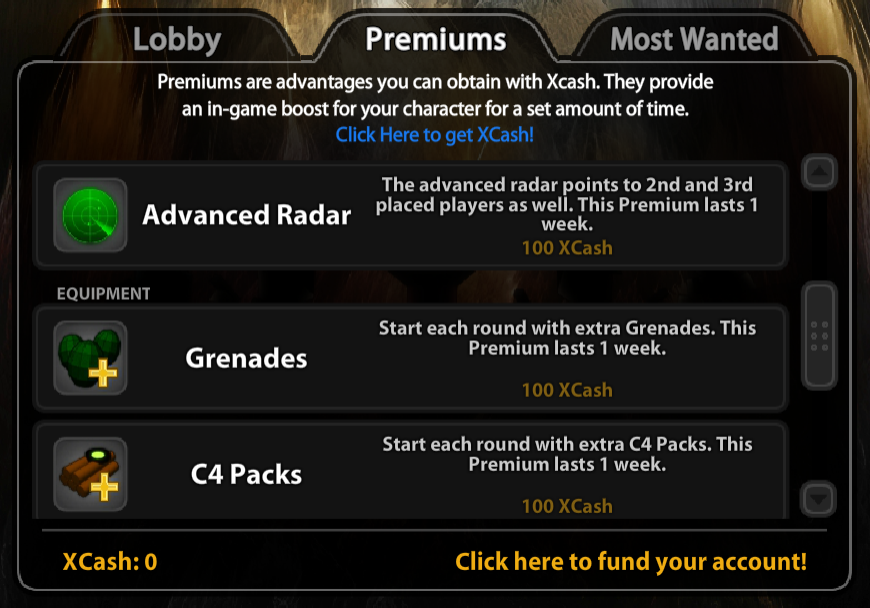 Lobby
Premiums
Most Wanted
Premiums are advantages you can obtain with Xcash. They provide
an in-game boost for your character for a set amount of time.
Click Here to get XCash!
Advanced Radar
The advanced radar points to 2nd and 3rd
placed players as well. This Premium lasts 1
week.
100 XCash
EQUIPMENT
Grenades
Start each round with extra Grenades. This
Premium lasts 1 week.
100 XCash
C4 Packs
Start each round with extra C4 Packs. This
Premium lasts 1 week.
100 XCash
XCash: 0
Click here to fund your account!